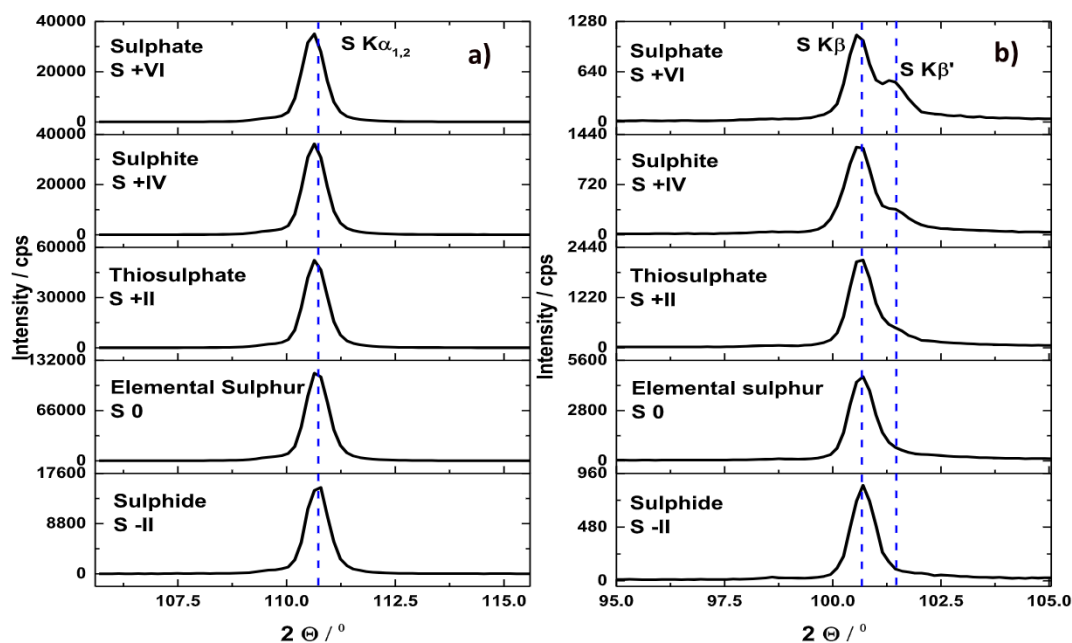 a)
S Kα1,2
Intensity / cps
40000
20000
0
Sulphate
S +VI
40000
20000
0
Sulphite
S +IV
60000
30000
0
Thiosulphate
S +II
132000
66000
0
Elemental Sulphur
S 0
17600
8800
0
Sulphide
S -II
107.5 110.0 112.5 115.0
2 Θ / ⁰
b)
S Kβ
S Kβ'
Intensity / cps
1280
640
0
Sulphate
S +VI
1440
720
0
Sulphite
S +IV
2440
1220
0
Thiosulphate
S +II
5600
2800
0
Elemental sulphur
S 0
960
480
0
Sulphide
S -II
95.0 97.5 100.0 102.5 105.0
2 Θ / ⁰